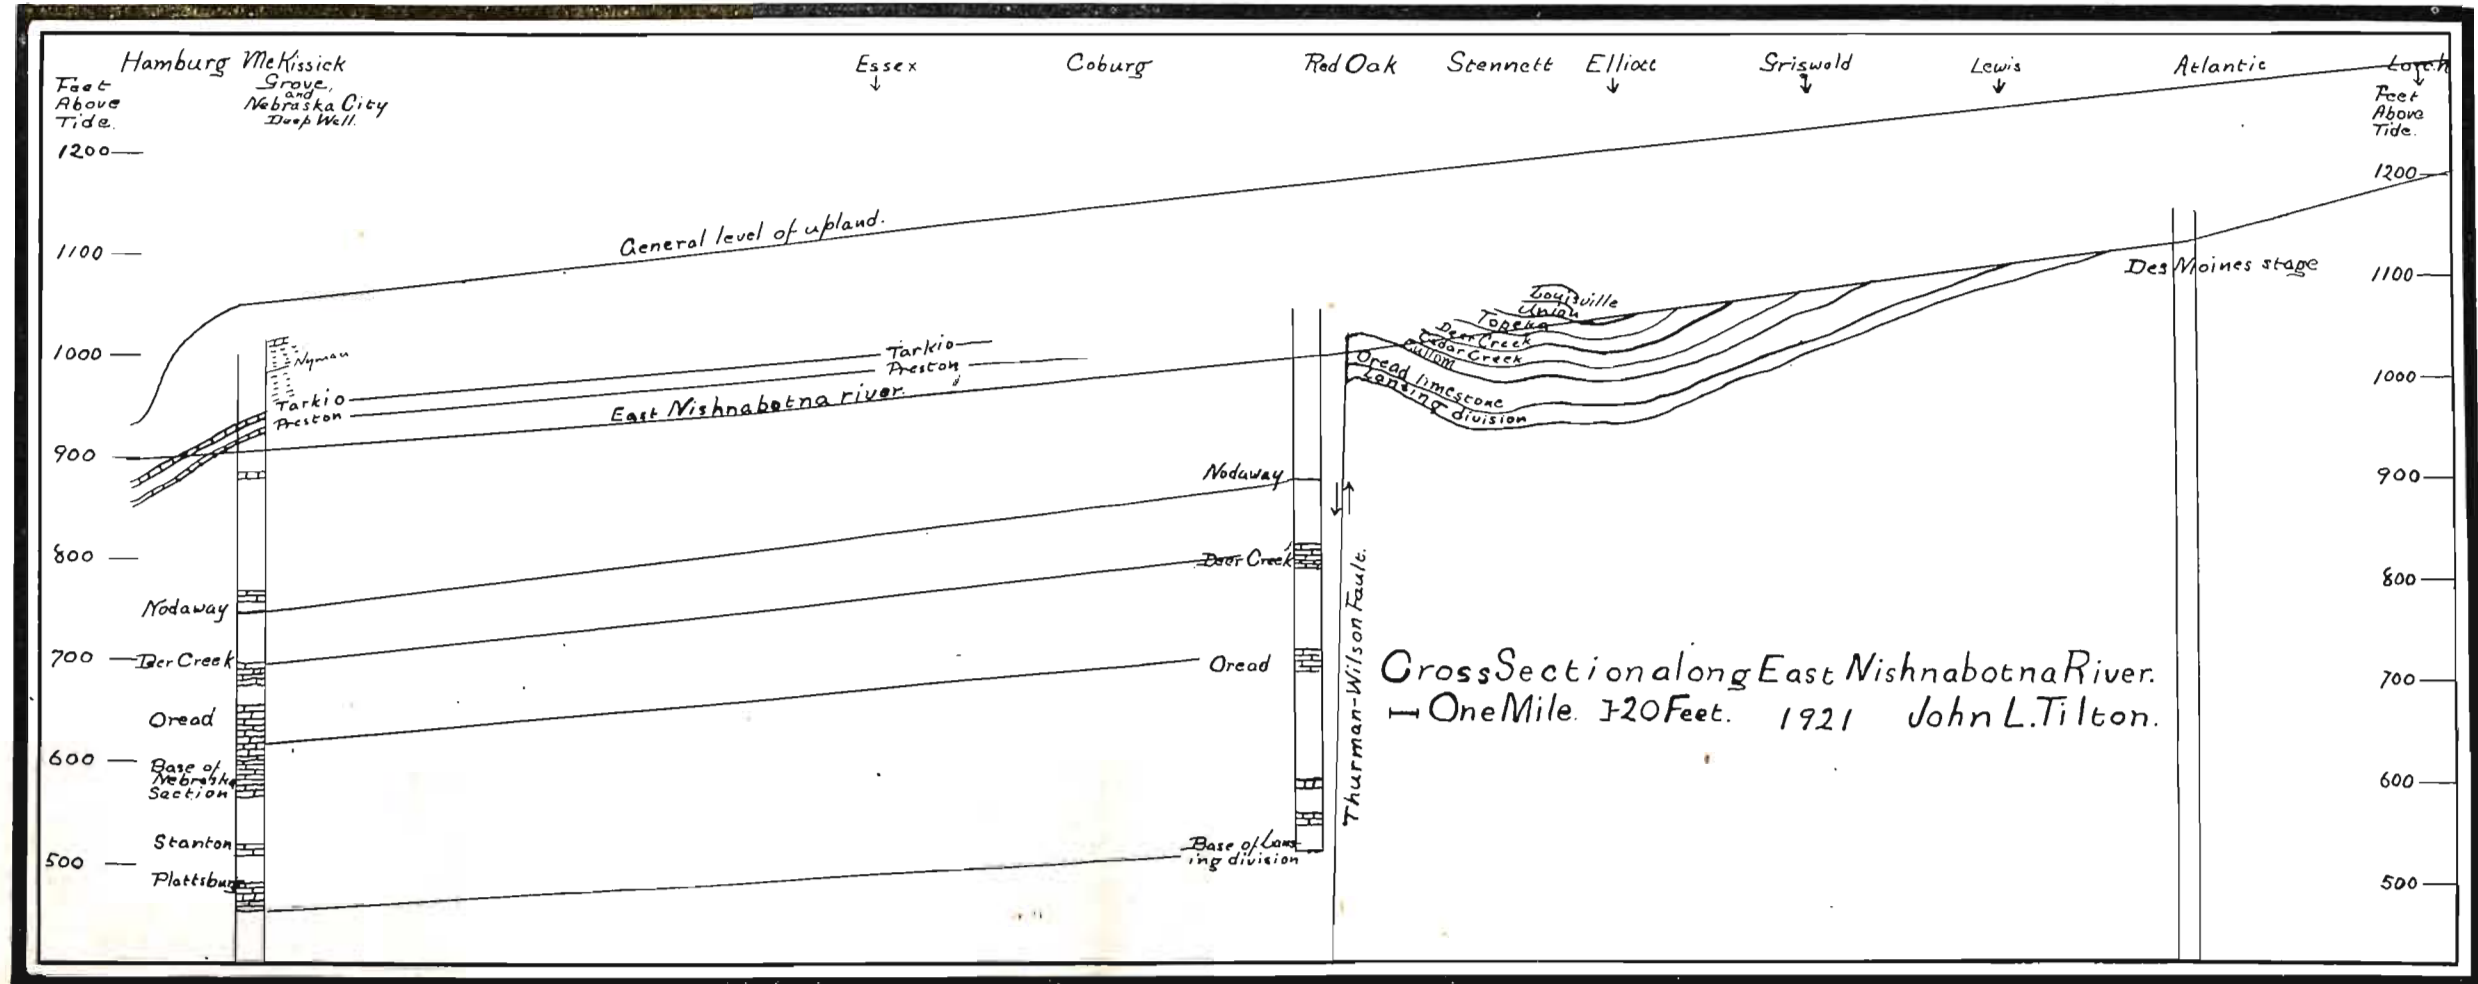 Hamburg McKissick Grove, and Nebraska City Deep Well.
Essex
Coburg
Red Oak
Stennett
Elliott
Griswold
Lewis
Atlantic
Feet Above Tide.
Feet Above Tide.
1200
1100
1000
900
800
700
600
500
1200
1100
1000
900
800
700
600
500
General level of upland.
Nyman
Tarkio
Preston
Tarkio
Preston
East Nishnabotna river.
Nodaway
Der Creek
Oread
Base of
Nebraska
Section
Stanton
Plattsburg
Nodaway
Deer Creek
Oread
Base of Lans-
ing division
Thurman-Wilson Fault.
Louisville
Union
Topeka
Deer Creek
Cedar Creek
Cullom
Oread limestone
Lansing division
Des Moines stage
Cross Section along East Nishnabotna River.
One Mile. 20 Feet. 1921 John L. Tilton.